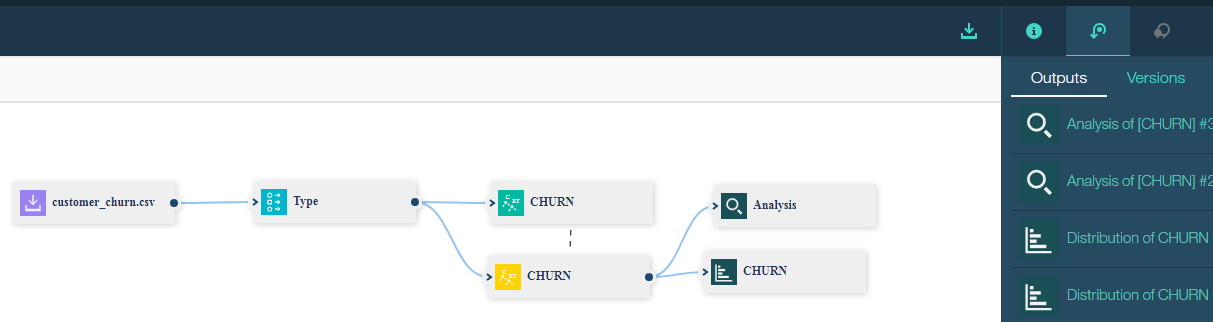 Outputs Versions
Analysis of [CHURN] #3
Analysis of [CHURN] #2
Distribution of CHURN
Distribution of CHURN
customer_churn.csv
Type
CHURN
Analysis
CHURN
CHURN